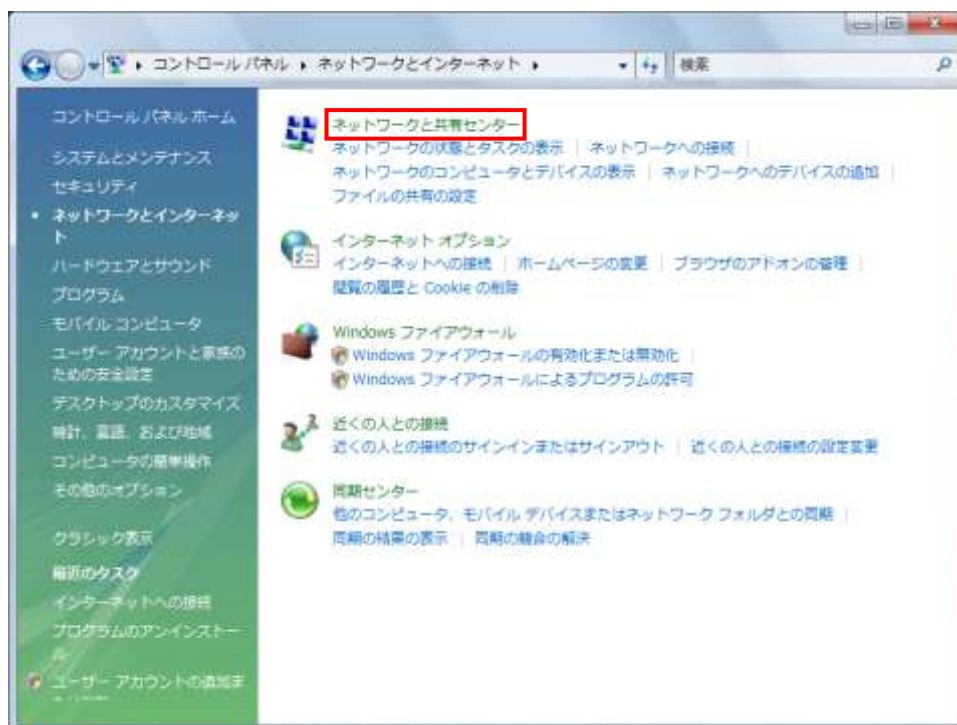 コントロール パネル ネットワークとインターネット 検索
コントロール パネル ホーム
システムとメンテナンス
セキュリティ
ネットワークとインターネッ
ト
ハードウェアとサウンド
プログラム
モバイル コンピュータ
ユーザー アカウントと家族の
ための安全設定
デスクトップのカスタマイズ
時計、言語、および地域
コンピュータの簡単操作
その他のオプション
クラシック表示
最近のタスク
インターネットへの接続
プログラムのアンインストー
ル
ユーザー アカウントの追加ま
ネットワークと共有センター
ネットワークの状態とタスクの表示 ネットワークへの接続
ネットワークのコンピュータとデバイスの表示 ネットワークへのデバイスの追加
ファイルの共有の設定
インターネット オプション
インターネットへの接続 ホームページの変更 ブラウザのアドオンの管理
閲覧の履歴と Cookie の削除
Windows ファイアウォール
Windows ファイアウォールの有効化または無効化
Windows ファイアウォールによるプログラムの許可
近くの人との接続
近くの人との接続のサインインまたはサインアウト 近くの人との接続の設定変更
同期センター
他のコンピュータ、モバイル デバイスまたはネットワーク フォルダとの同期
同期の結果の表示 同期の競合の解決